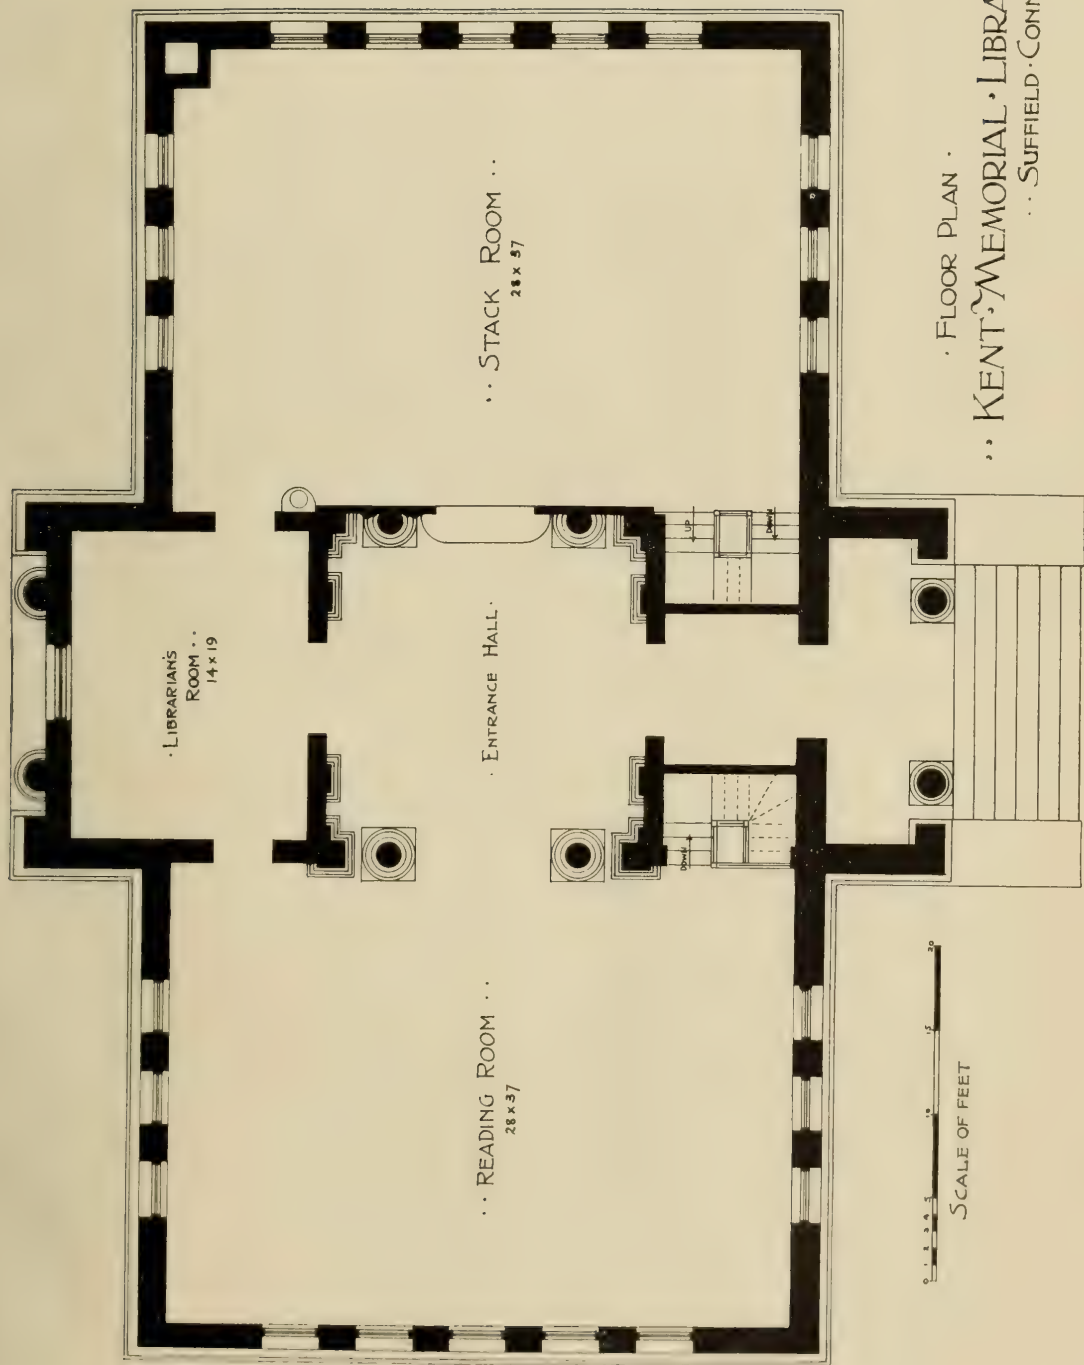 · LIBRARIAN'S
ROOM · ·
14 x 19
· · READING ROOM · ·
28 x 37
· ENTRANCE HALL ·
· · STACK ROOM · ·
28 x 37
DOWN
UP
DOWN
0 1 2 3 4 5 10 15 20
SCALE OF FEET
· FLOOR PLAN ·
·, KENT · MEMORIAL · LIBRA
· · SUFFIELD · CONN